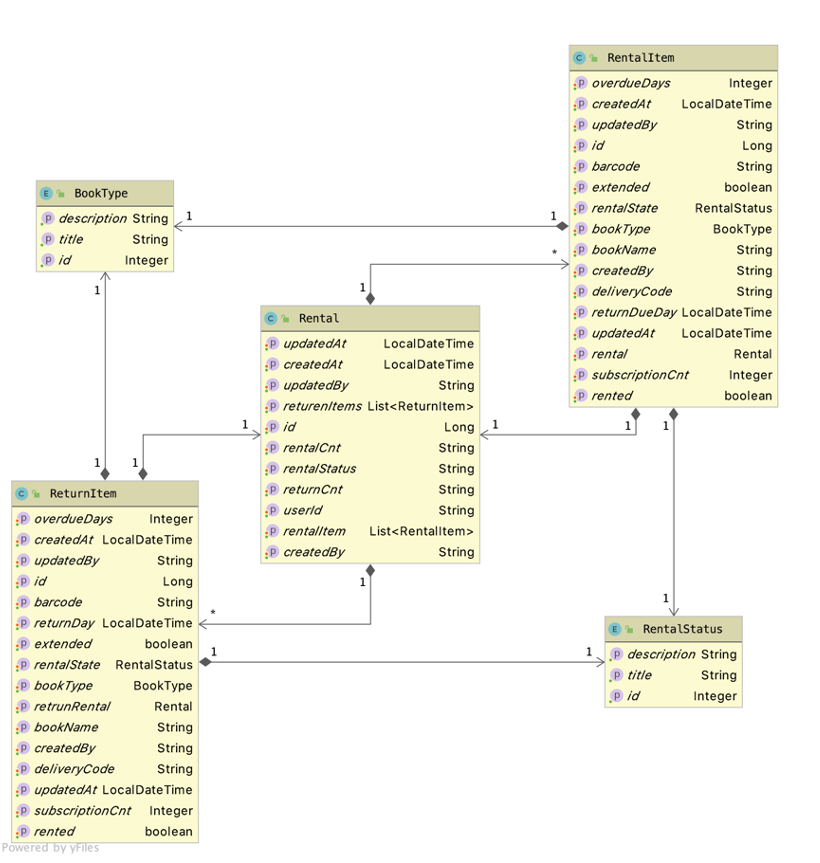 C RentalItem
p overdueDays Integer
p createdAt LocalDateTime
p updatedBy String
p id Long
p barcode String
p extended boolean
p rentalState RentalStatus
p bookType BookType
p bookName String
p createdBy String
p deliveryCode String
p returnDueDay LocalDateTime
p updatedAt LocalDateTime
p rental Rental
p subscriptionCnt Integer
p rented boolean
E BookType
p description String
p title String
p id Integer
1 1
1 *
1
C Rental
p updatedAt LocalDateTime
p createdAt LocalDateTime
p updatedBy String
p returenItems List<ReturnItem>
p id Long
p rentalCnt String
p rentalStatus String
p returnCnt String
p userId String
p rentalItem List<RentalItem>
p createdBy String
1 1
1 1
1 1
1 1
C ReturnItem
p overdueDays Integer
p createdAt LocalDateTime
p updatedBy String
p id Long
p barcode String
p returnDay LocalDateTime
p extended boolean
p rentalState RentalStatus
p bookType BookType
p retrunRental Rental
p bookName String
p createdBy String
p deliveryCode String
p updatedAt LocalDateTime
p subscriptionCnt Integer
p rented boolean
* 1
1 1
E RentalStatus
p description String
p title String
p id Integer
Powered by yFiles